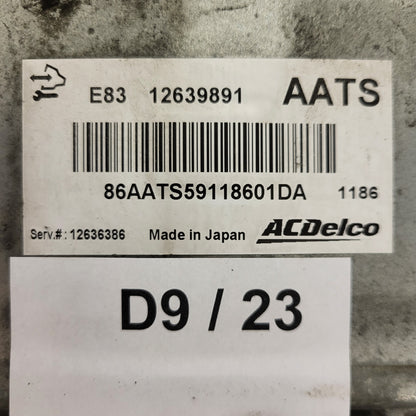 E83 12639891 AATS
86AATS59118601DA 1186
Serv.#: 12636386 Made in Japan ACDelco
D9 / 23